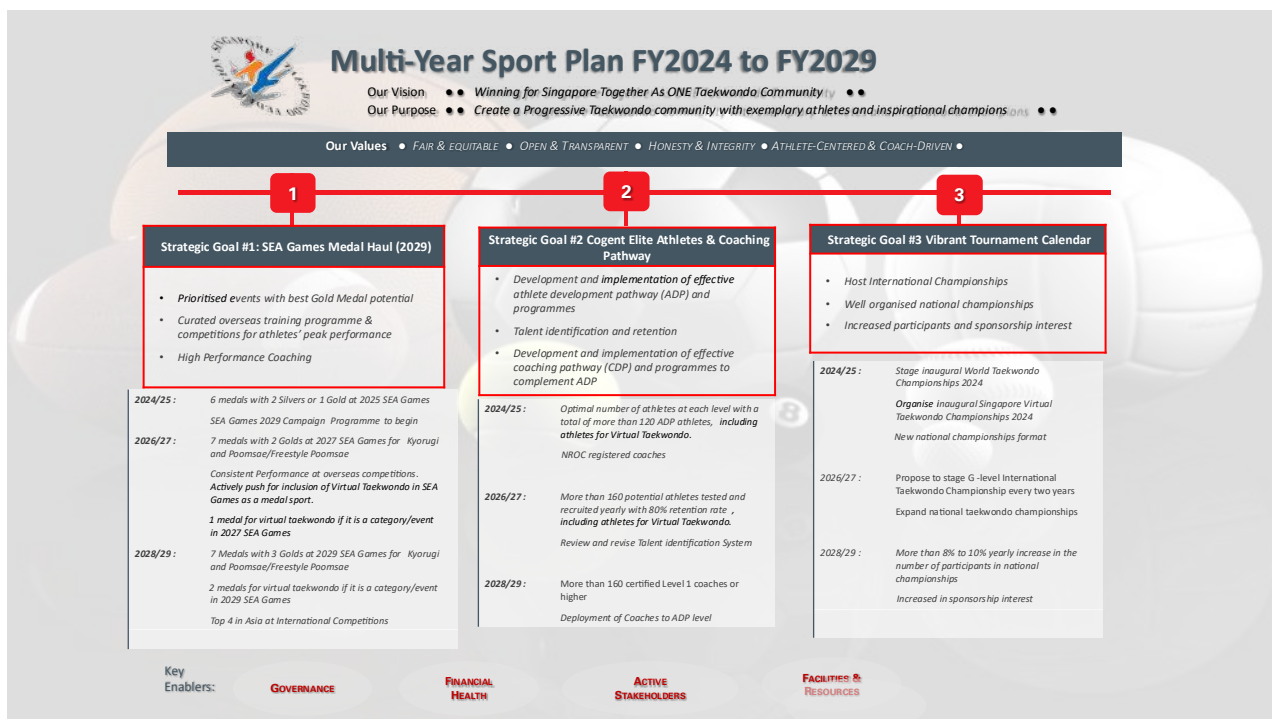 SINGAPORE
Multi-Year Sport Plan FY2024 to FY2029
Our Vision ●● Winning for Singapore Together As ONE Taekwondo Community ●●
Our Purpose ●● Create a Progressive Taekwondo community with exemplary athletes and inspirational champions ●●
Our Values ● FAIR & EQUITABLE ● OPEN & TRANSPARENT ● HONESTY & INTEGRITY ● ATHLETE-CENTERED & COACH-DRIVEN ●
1
2
3
Strategic Goal #1: SEA Games Medal Haul (2029)
• Prioritised events with best Gold Medal potential
• Curated overseas training programme &
competitions for athletes' peak performance
• High Performance Coaching
2024/25 : 6 medals with 2 Silvers or 1 Gold at 2025 SEA Games
SEA Games 2029 Campaign Programme to begin
2026/27 : 7 medals with 2 Golds at 2027 SEA Games for Kyorugi
and Poomsae/Freestyle Poomsae
Consistent Performance at overseas competitions.
Actively push for inclusion of Virtual Taekwondo in SEA
Games as a medal sport.
1 medal for virtual taekwondo if it is a category/event
in 2027 SEA Games
2028/29 : 7 Medals with 3 Golds at 2029 SEA Games for Kyorugi
and Poomsae/Freestyle Poomsae
2 medals for virtual taekwondo if it is a category/event
in 2029 SEA Games
Top 4 in Asia at International Competitions
Strategic Goal #2 Cogent Elite Athletes & Coaching
Pathway
• Development and implementation of effective
athlete development pathway (ADP) and
programmes
• Talent identification and retention
• Development and implementation of effective
coaching pathway (CDP) and programmes to
complement ADP
2024/25 : Optimal number of athletes at each level with a
total of more than 120 ADP athletes, including
athletes for Virtual Taekwondo.
NROC registered coaches
2026/27 : More than 160 potential athletes tested and
recruited yearly with 80% retention rate ,
including athletes for Virtual Taekwondo.
Review and revise Talent identification System
2028/29 : More than 160 certified Level 1 coaches or
higher
Deployment of Coaches to ADP level
Strategic Goal #3 Vibrant Tournament Calendar
• Host International Championships
• Well organised national championships
• Increased participants and sponsorship interest
2024/25 : Stage inaugural World Taekwondo
Championships 2024
Organise inaugural Singapore Virtual
Taekwondo Championships 2024
New national championships format
2026/27 : Propose to stage G -level International
Taekwondo Championship every two years
Expand national taekwondo championships
2028/29 : More than 8% to 10% yearly increase in the
number of participants in national
championships
Increased in sponsorship interest
8
Key
Enablers:
GOVERNANCE
FINANCIAL
HEALTH
ACTIVE
STAKEHOLDERS
FACILITIES &
RESOURCES